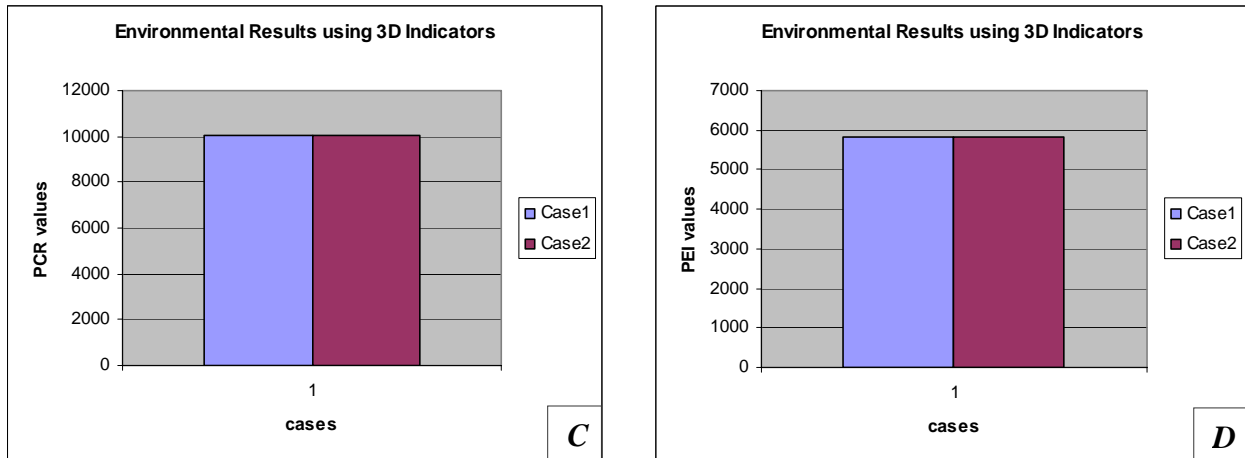 Environmental Results using 3D Indicators
12000
10000
8000
6000
4000
2000
0
PCR values
1
cases
Case1
Case2
C
Environmental Results using 3D Indicators
7000
6000
5000
4000
3000
2000
1000
0
PEI values
1
cases
Case1
Case2
D